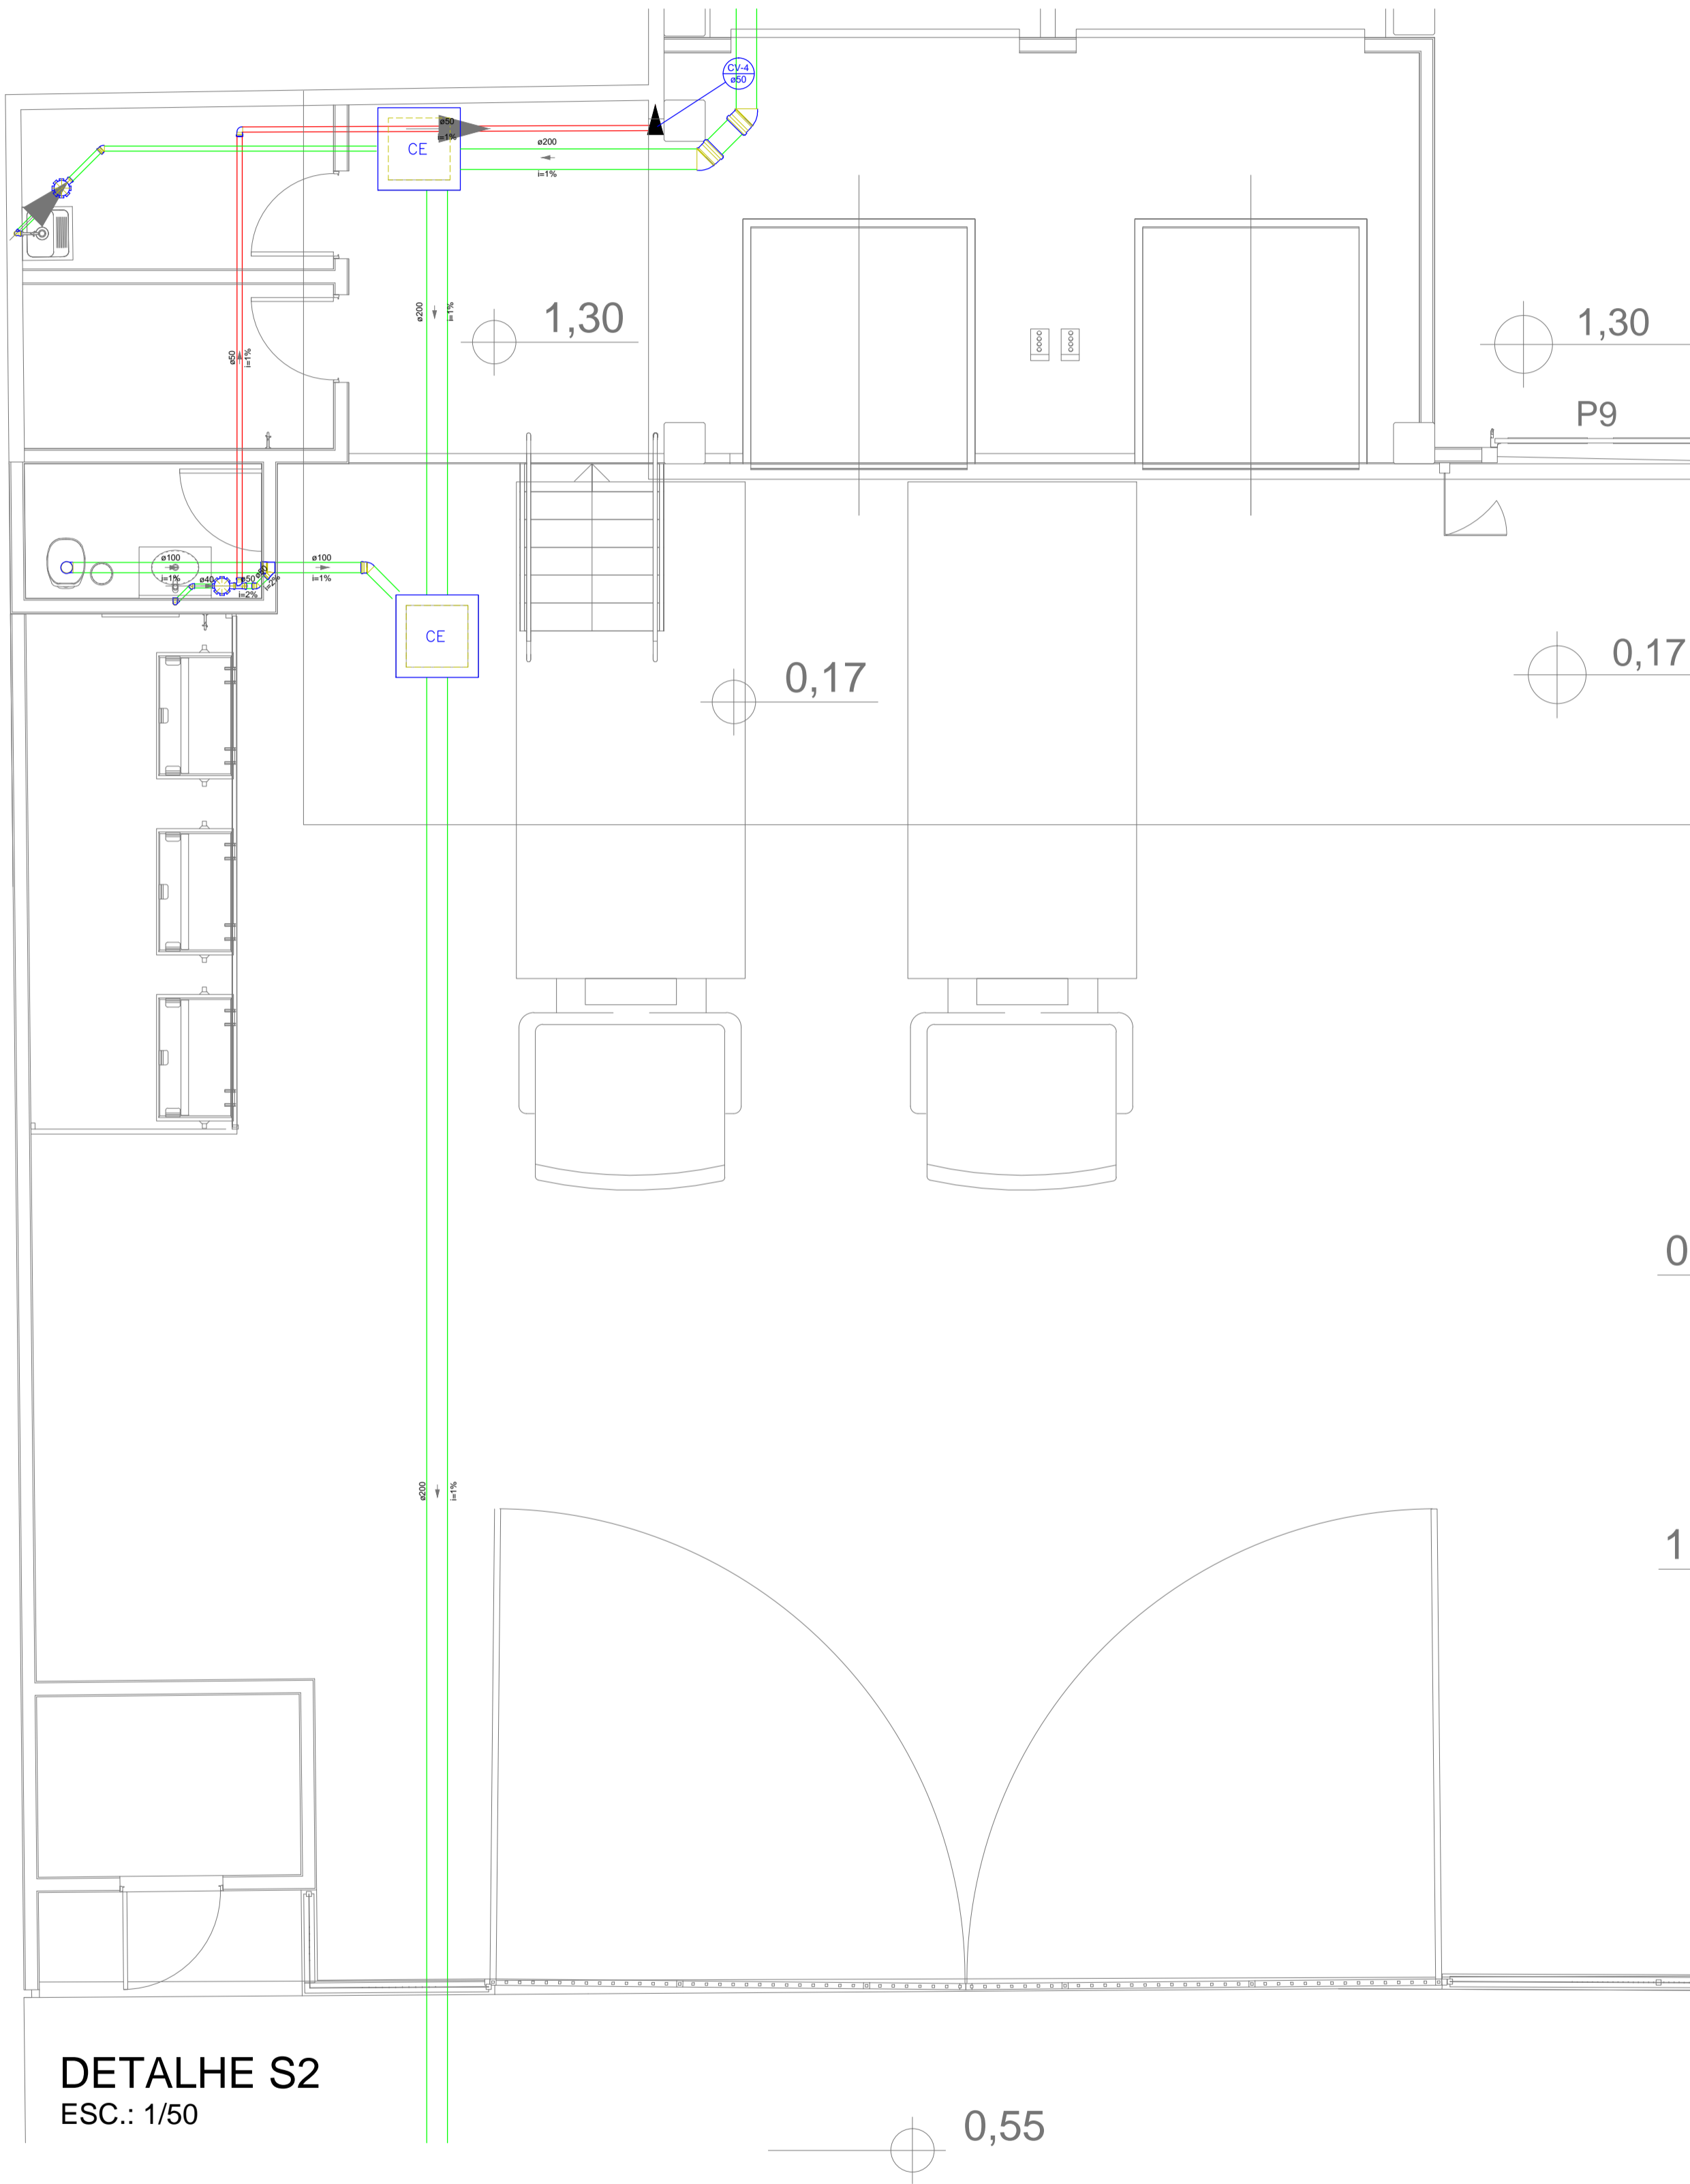 CV-4
ø50
ø50
i=1%
CE
ø200
i=1%
ø200
i=1%
1,30
1,30
ø50
i=1%
P9
ø100
i=1%
ø40
ø50
i=2%
ø50
i=2%
ø100
i=1%
CE
0,17
0,17
0
ø200
i=1%
1
DETALHE S2
ESC.: 1/50
0,55